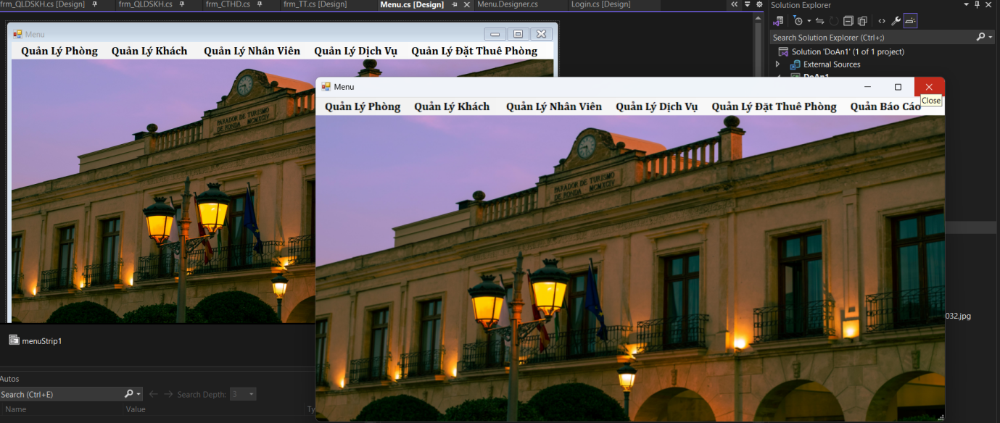 frm_QLDSKH.cs [Design]
frm_QLDSKH.cs
frm_CTHD.cs
frm_TT.cs [Design]
Menu.cs [Design]
Menu.Designer.cs
Login.cs [Design]
Solution Explorer
Search Solution Explorer (Ctrl+;)
Solution 'DoAn1' (1 of 1 project)
External Sources
DoAn1
Menu
Quản Lý Phòng Quản Lý Khách Quản Lý Nhân Viên Quản Lý Dịch Vụ Quản Lý Đặt Thuê Phòng
PARADOR DE TURISMO
DE RONDA MCMXCIV
Menu
Close
Quản Lý Phòng Quản Lý Khách Quản Lý Nhân Viên Quản Lý Dịch Vụ Quản Lý Đặt Thuê Phòng Quản Báo Cáo
PARADOR DE TURISMO
DE RONDA MCMXCIV
032.jpg
menuStrip1
Autos
Search (Ctrl+E)
Search Depth: 3
Name Value Ty